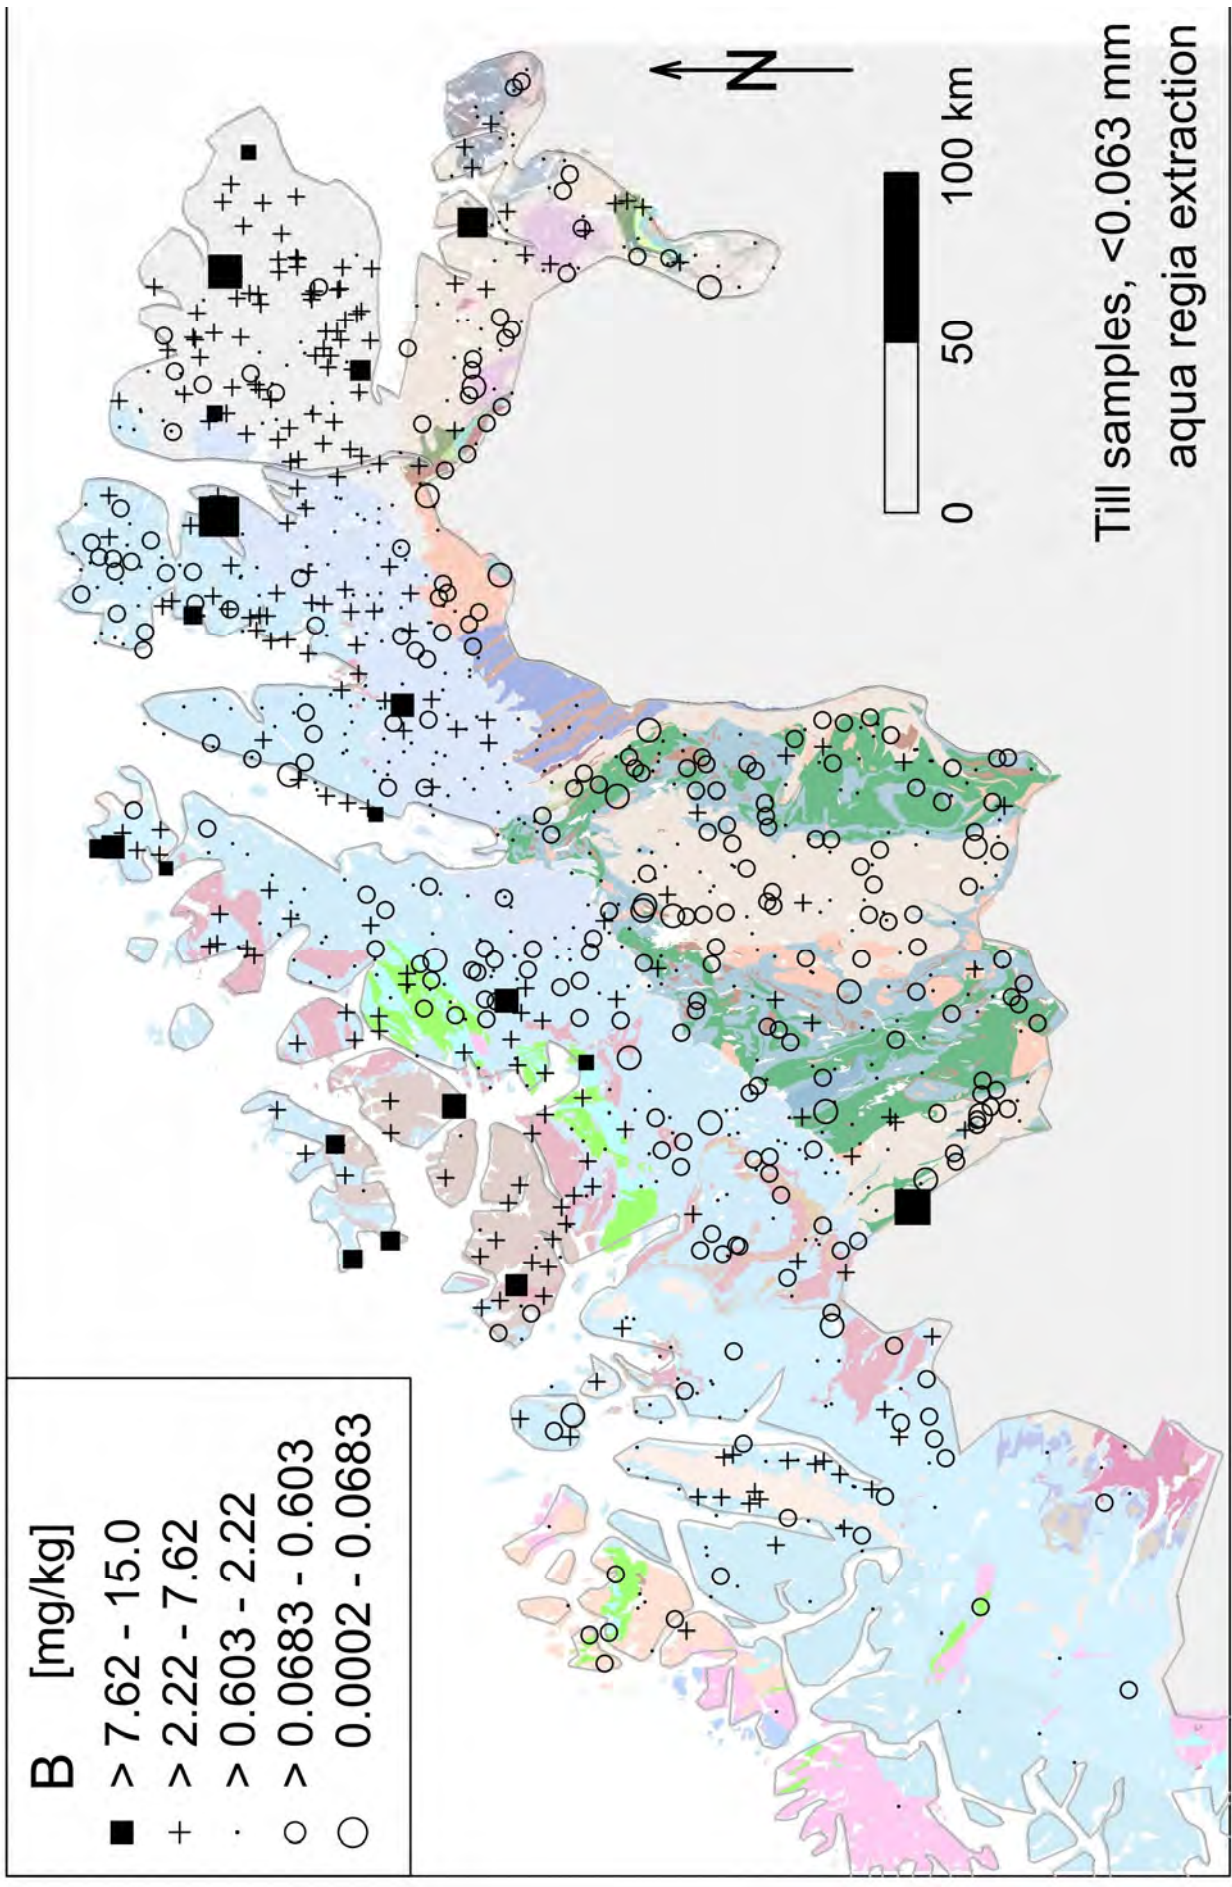 B [mg/kg]
> 7.62 - 15.0
> 2.22 - 7.62
> 0.603 - 2.22
> 0.0683 - 0.603
0.0002 - 0.0683
N
0 50 100 km
Till samples, <0.063 mm
aqua regia extraction